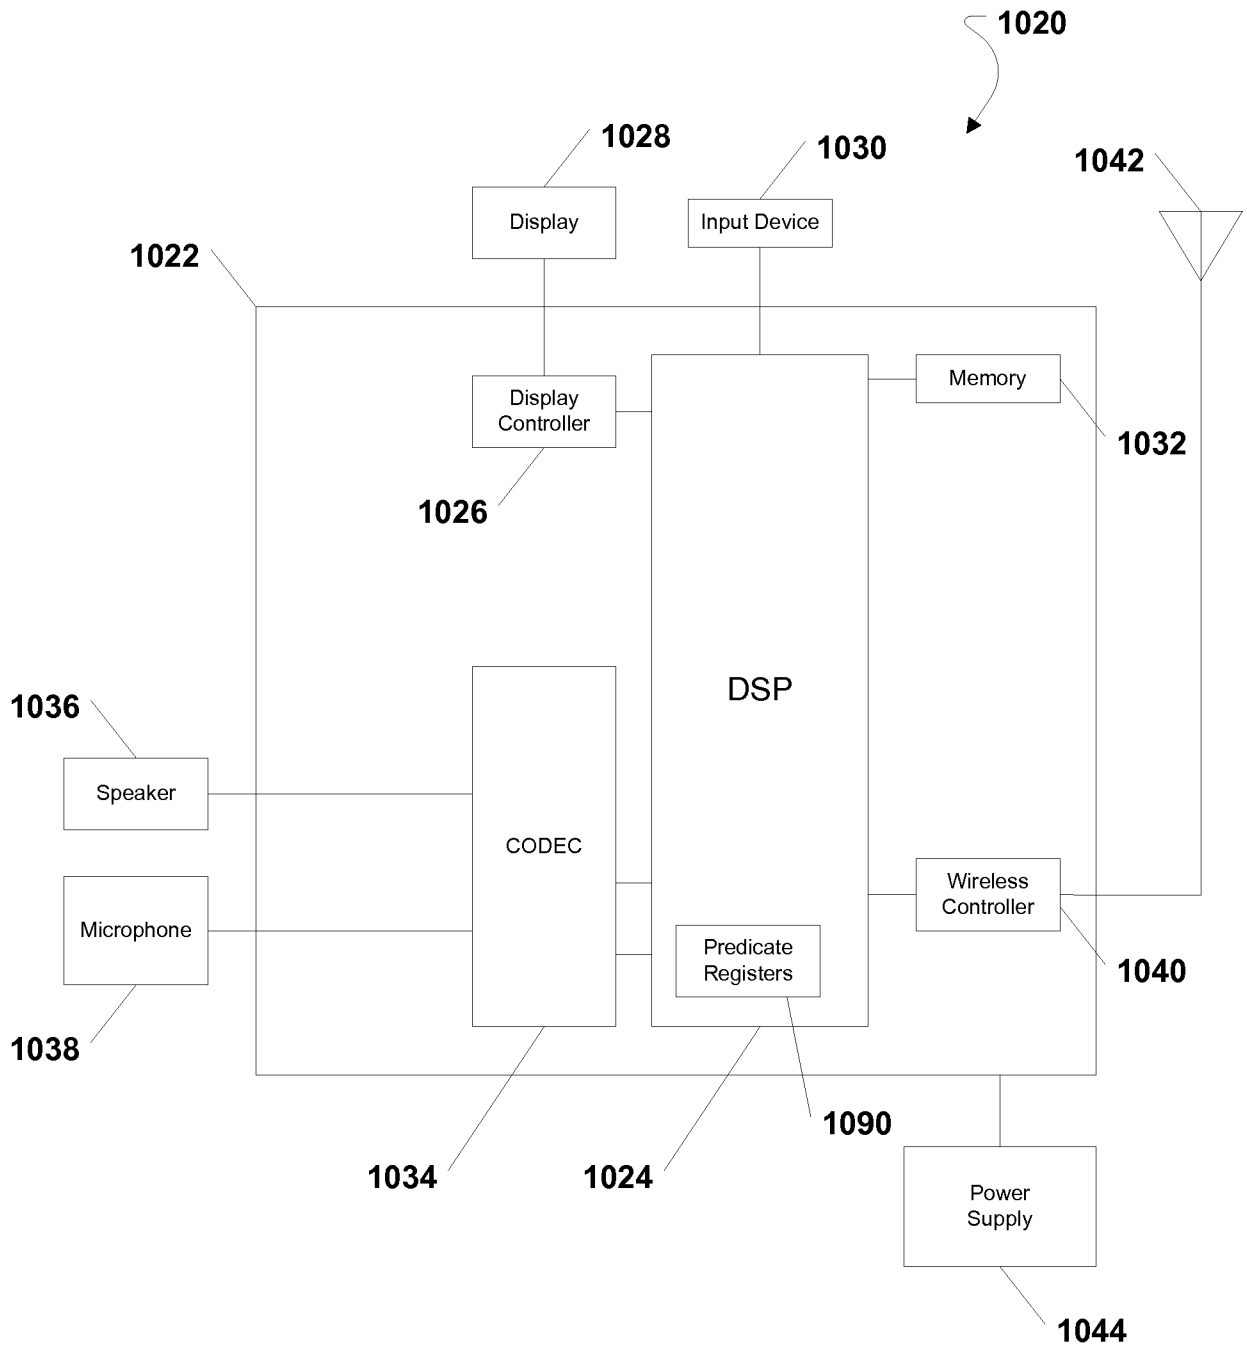 1020
1028
1030
1042
Display
Input Device
1022
Display
Controller
Memory
1032
1026
DSP
1036
Speaker
CODEC
Wireless
Controller
Microphone
Predicate
Registers
1040
1038
1090
1034
1024
Power
Supply
1044